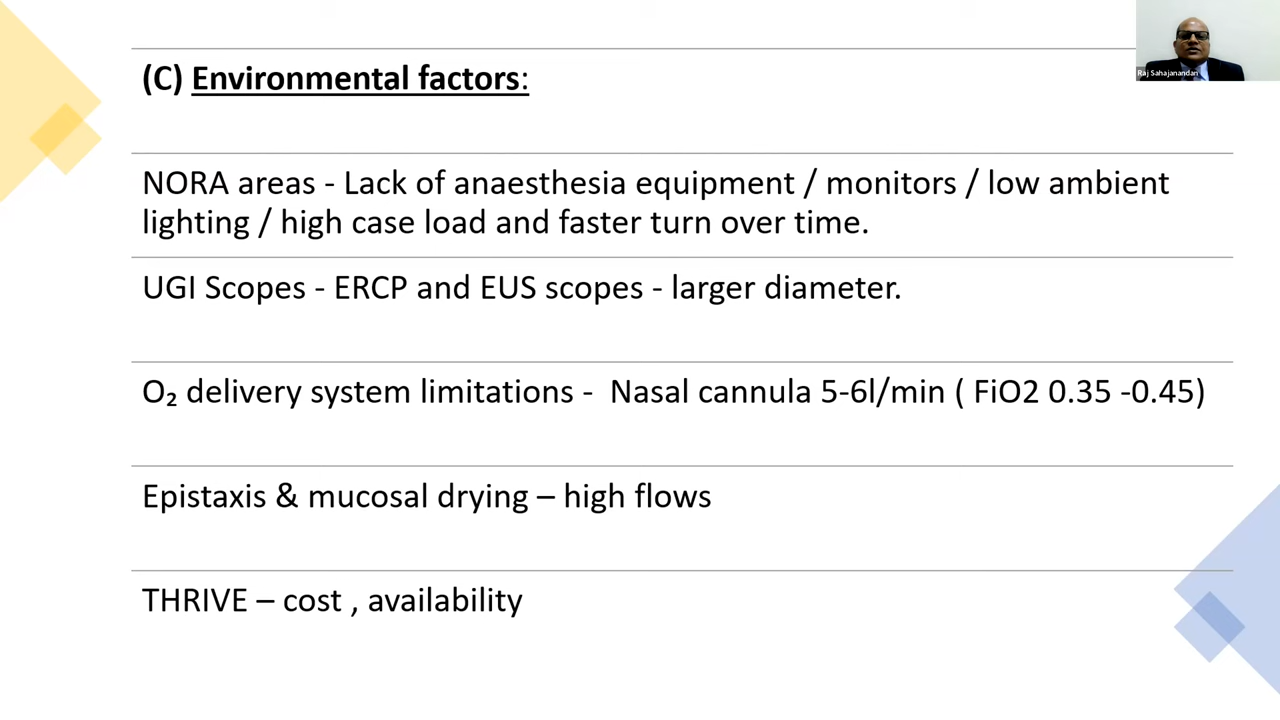 (C) Environmental factors:
Raj Sahajanandan
NORA areas - Lack of anaesthesia equipment / monitors / low ambient
lighting / high case load and faster turn over time.
UGI Scopes - ERCP and EUS scopes - larger diameter.
O₂ delivery system limitations -  Nasal cannula 5-6l/min ( FiO2 0.35 -0.45)
Epistaxis & mucosal drying – high flows
THRIVE – cost , availability